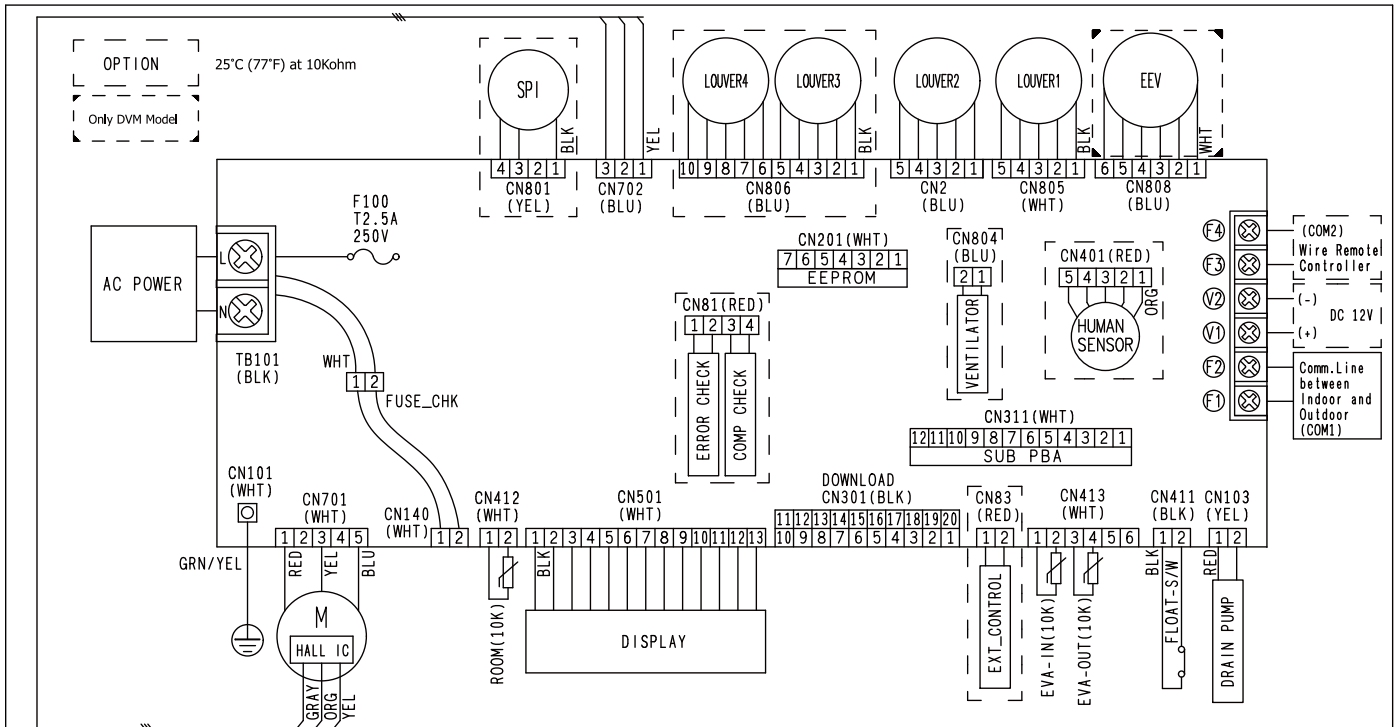 OPTION
25°C (77°F) at 10Kohm
Only DVM Model
SPI
BLK
4 3 2 1
CN801
(YEL)
YEL
3 2 1
CN702
(BLU)
LOUVER4
LOUVER3
BLK
10 9 8 7 6 5 4 3 2 1
CN806
(BLU)
LOUVER2
5 4 3 2 1
CN2
(BLU)
LOUVER1
BLK
5 4 3 2 1
CN805
(WHT)
EEV
WHT
6 5 4 3 2 1
CN808
(BLU)
AC POWER
L
N
TB101
(BLK)
F100
T2.5A
250V
WHT
1 2
FUSE_CHK
CN81(RED)
1 2 3 4
ERROR CHECK
COMP CHECK
CN201(WHT)
7 6 5 4 3 2 1
EEPROM
CN804
(BLU)
2 1
VENTILATOR
CN401(RED)
5 4 3 2 1
ORG
HUMAN
SENSOR
F4
F3
V2
V1
F2
F1
(COM2)
Wire Remote
Controller
(-)
DC 12V
(+)
Comm.Line
between
Indoor and
Outdoor
(COM1)
CN311(WHT)
12 11 10 9 8 7 6 5 4 3 2 1
SUB PBA
CN101
(WHT)
GRN/YEL
CN701
(WHT)
1 2 3 4 5
RED
YEL
BLU
M
HALL IC
GRAY
ORG
YEL
CN140
(WHT)
1 2
CN412
(WHT)
1 2
ROOM(10K)
CN501
(WHT)
1 2 3 4 5 6 7 8 9 10 11 12 13
BLK
DISPLAY
DOWNLOAD
CN301(BLK)
11 12 13 14 15 16 17 18 19 20
10 9 8 7 6 5 4 3 2 1
CN83
(RED)
1 2
EXT_CONTROL
CN413
(WHT)
1 2 3 4 5 6
EVA-IN(10K)
EVA-OUT(10K)
CN411
(BLK)
1 2
BLK
FLOAT-S/W
CN103
(YEL)
1 2
RED
DRAIN PUMP